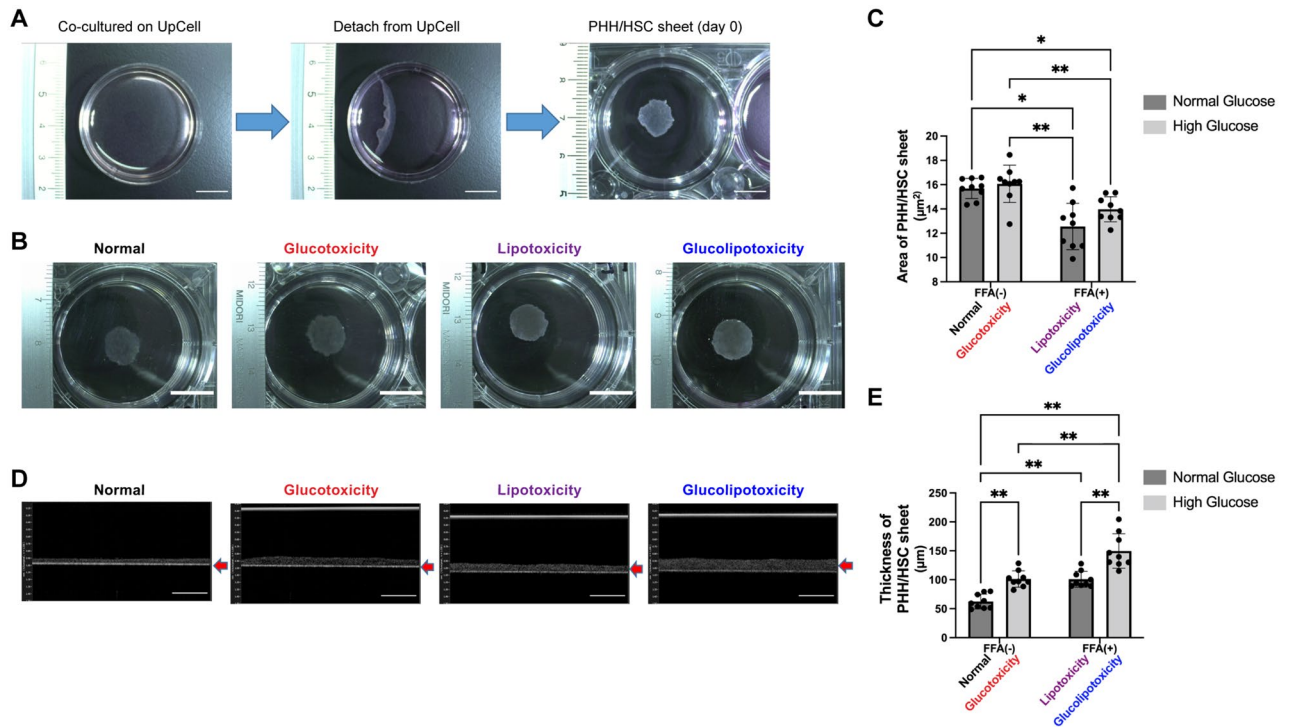 A
Co-cultured on UpCell
Detach from UpCell
PHH/HSC sheet (day 0)
B
Normal
Glucotoxicity
Lipotoxicity
Glucolipotoxicity
MIDORI
MIDORI
D
Normal
Glucotoxicity
Lipotoxicity
Glucolipotoxicity
C
Normal Glucose
High Glucose
*
**
*
**
Area of PHH/HSC sheet
(μm²)
20
18
16
14
12
10
8
FFA(-)
FFA(+)
Normal
Glucotoxicity
Lipotoxicity
Glucolipotoxicity
E
Normal Glucose
High Glucose
**
**
**
**
**
Thickness of
PHH/HSC sheet
(μm)
250
200
150
100
50
0
FFA(-)
FFA(+)
Normal
Glucotoxicity
Lipotoxicity
Glucolipotoxicity